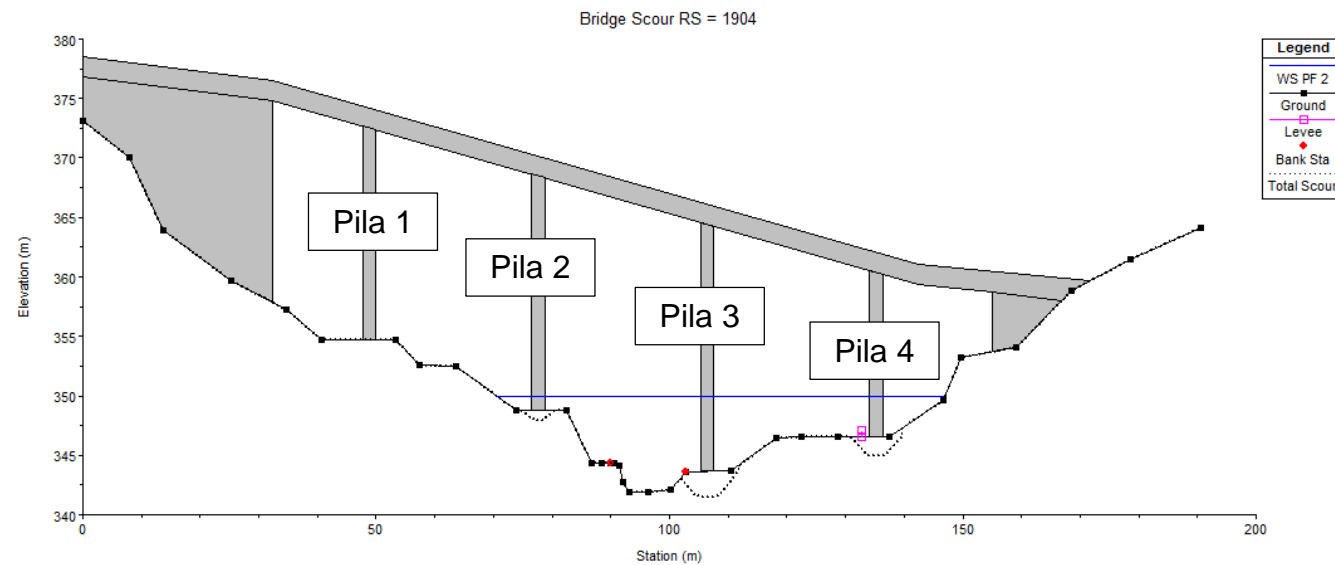 Bridge Scour RS = 1904
Legend
WS PF 2
Ground
Levee
Bank Sta
Total Scour
Elevation (m)
380
375
370
365
360
355
350
345
340
Pila 1
Pila 2
Pila 3
Pila 4
0
50
100
150
200
Station (m)